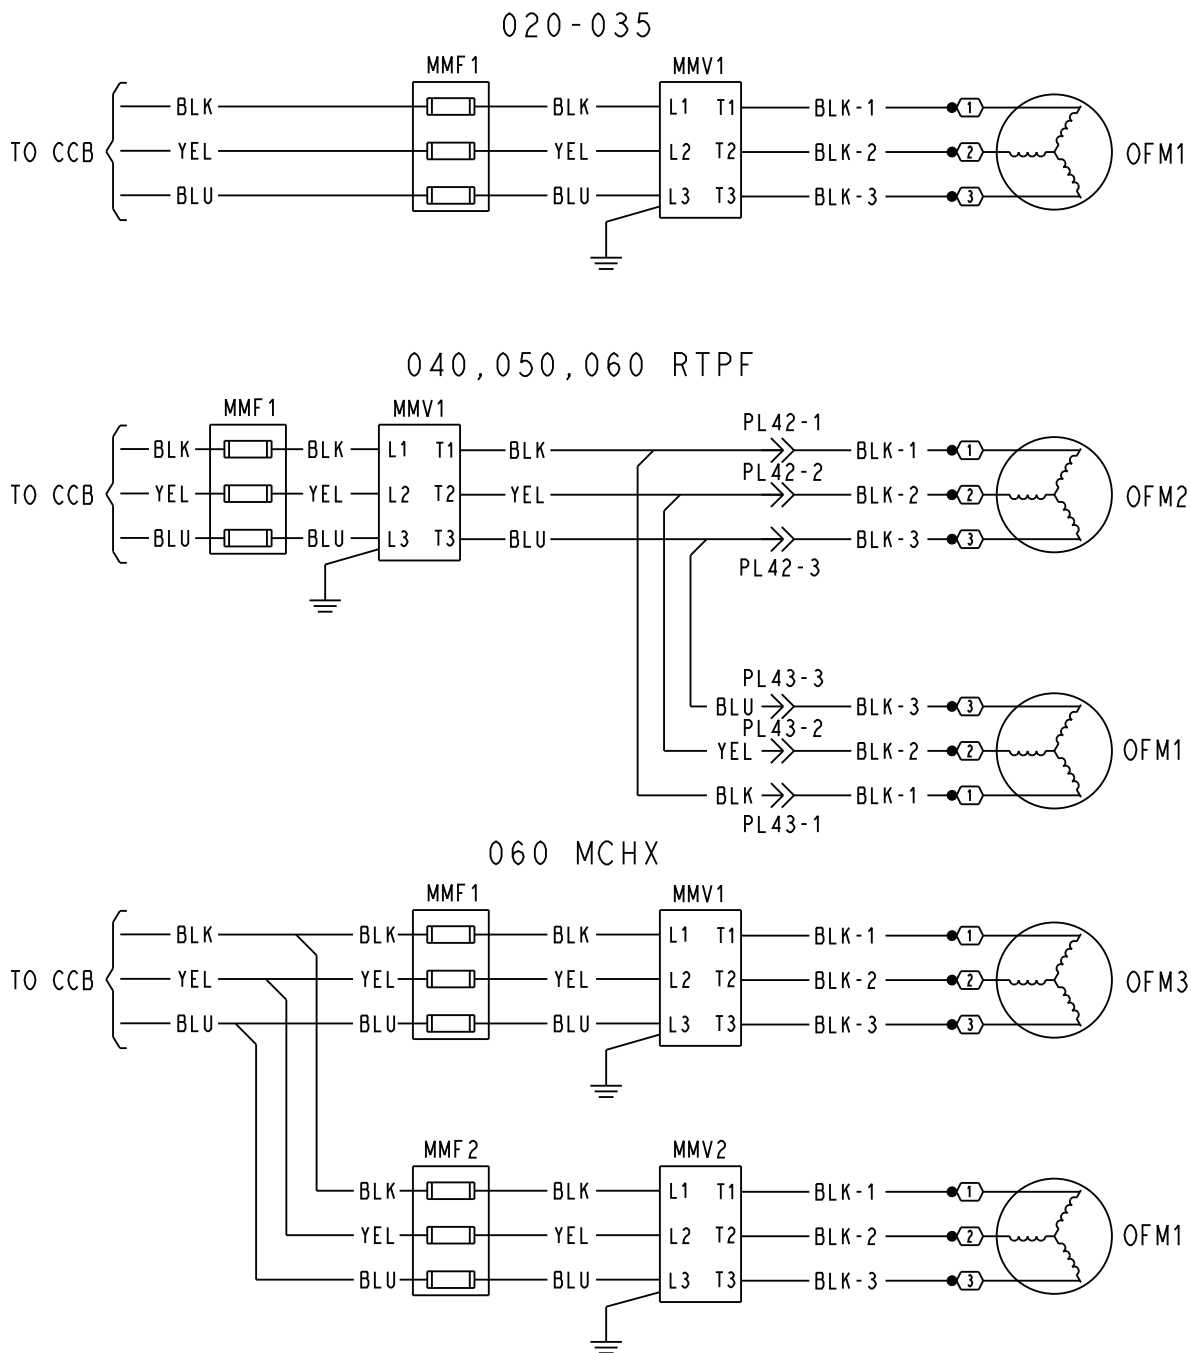 020-035
MMF1 MMV1
BLK BLK L1 T1 BLK-1 1
TO CCB YEL YEL L2 T2 BLK-2 2 OFM1
BLU BLU L3 T3 BLK-3 3
040,050,060 RTPF
MMF1 MMV1 PL42-1
BLK BLK L1 T1 BLK BLK-1 1
PL42-2
TO CCB YEL YEL L2 T2 YEL BLK-2 2 OFM2
BLU BLU L3 T3 BLU BLK-3 3
PL42-3
PL43-3
BLU BLK-3 3
PL43-2
YEL BLK-2 2 OFM1
BLK BLK-1 1
PL43-1
060 MCHX
MMF1 MMV1
BLK BLK BLK L1 T1 BLK-1 1
TO CCB YEL YEL YEL L2 T2 BLK-2 2 OFM3
BLU BLU BLU L3 T3 BLK-3 3
MMF2 MMV2
BLK BLK L1 T1 BLK-1 1
YEL YEL L2 T2 BLK-2 2 OFM1
BLU BLU L3 T3 BLK-3 3